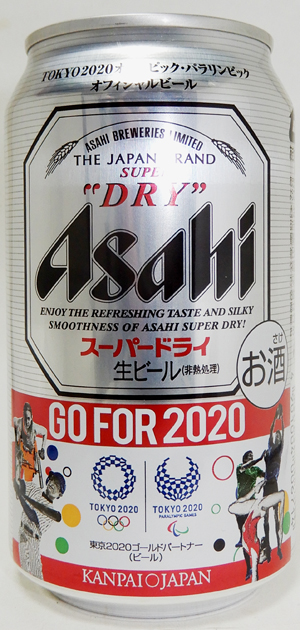 TOKYO2020オリンピック・パラリンピック
オフィシャルビール
ASAHI BREWERIES LIMITED
THE JAPAN BRAND
SUPER
"DRY"
Asahi
ENJOY THE REFRESHING TASTE AND SILKY
SMOOTHNESS OF ASAHI SUPER DRY!
スーパードライ
生ビール(非熱処理)
さけ
お酒
GO FOR 2020
TOKYO 2020
TOKYO 2020
PARALYMPIC GAMES
東京2020ゴールドパートナー
(ビール)
KANPAI JAPAN